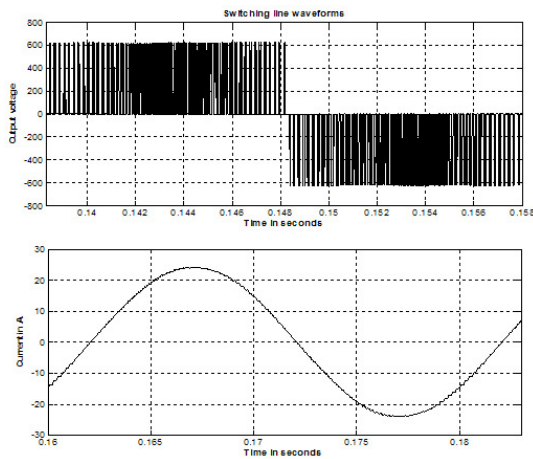 Switching line waveforms
Output voltage
800
600
400
200
0
-200
-400
-600
-800
0.14 0.142 0.144 0.146 0.148 0.15 0.152 0.154 0.156 0.158
Time in seconds
Current in A
30
20
10
0
-10
-20
-30
0.16 0.165 0.17 0.175 0.18
Time in seconds